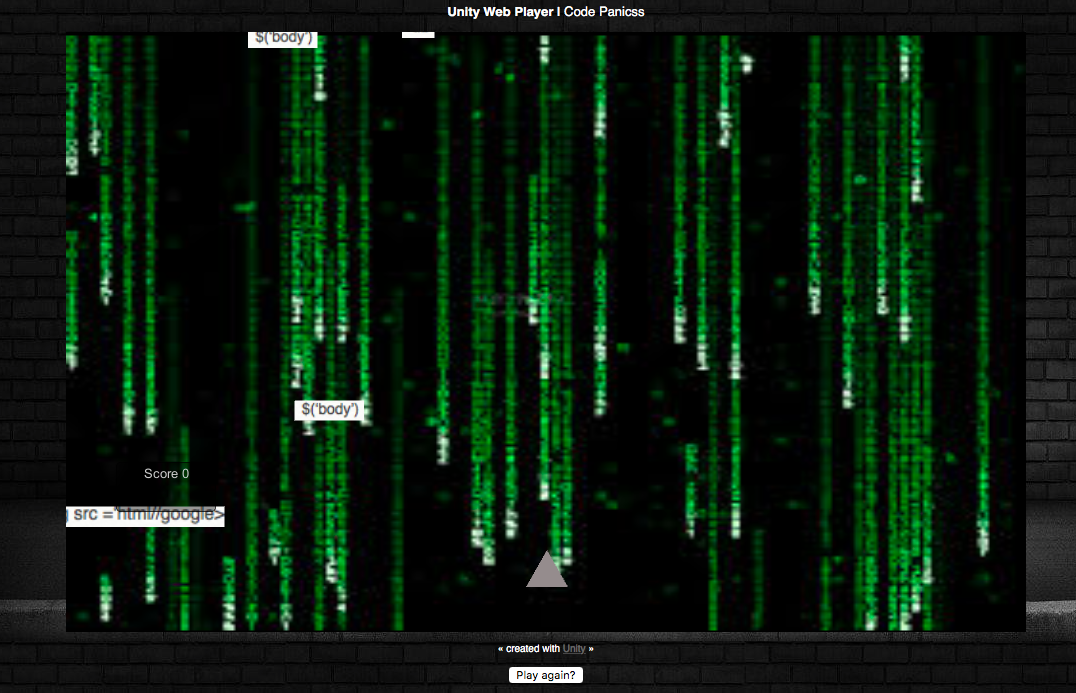 Unity Web Player | Code Panicss
$('body')
$('body')
Score 0
src ="html//google>
« created with Unity »
Play again?